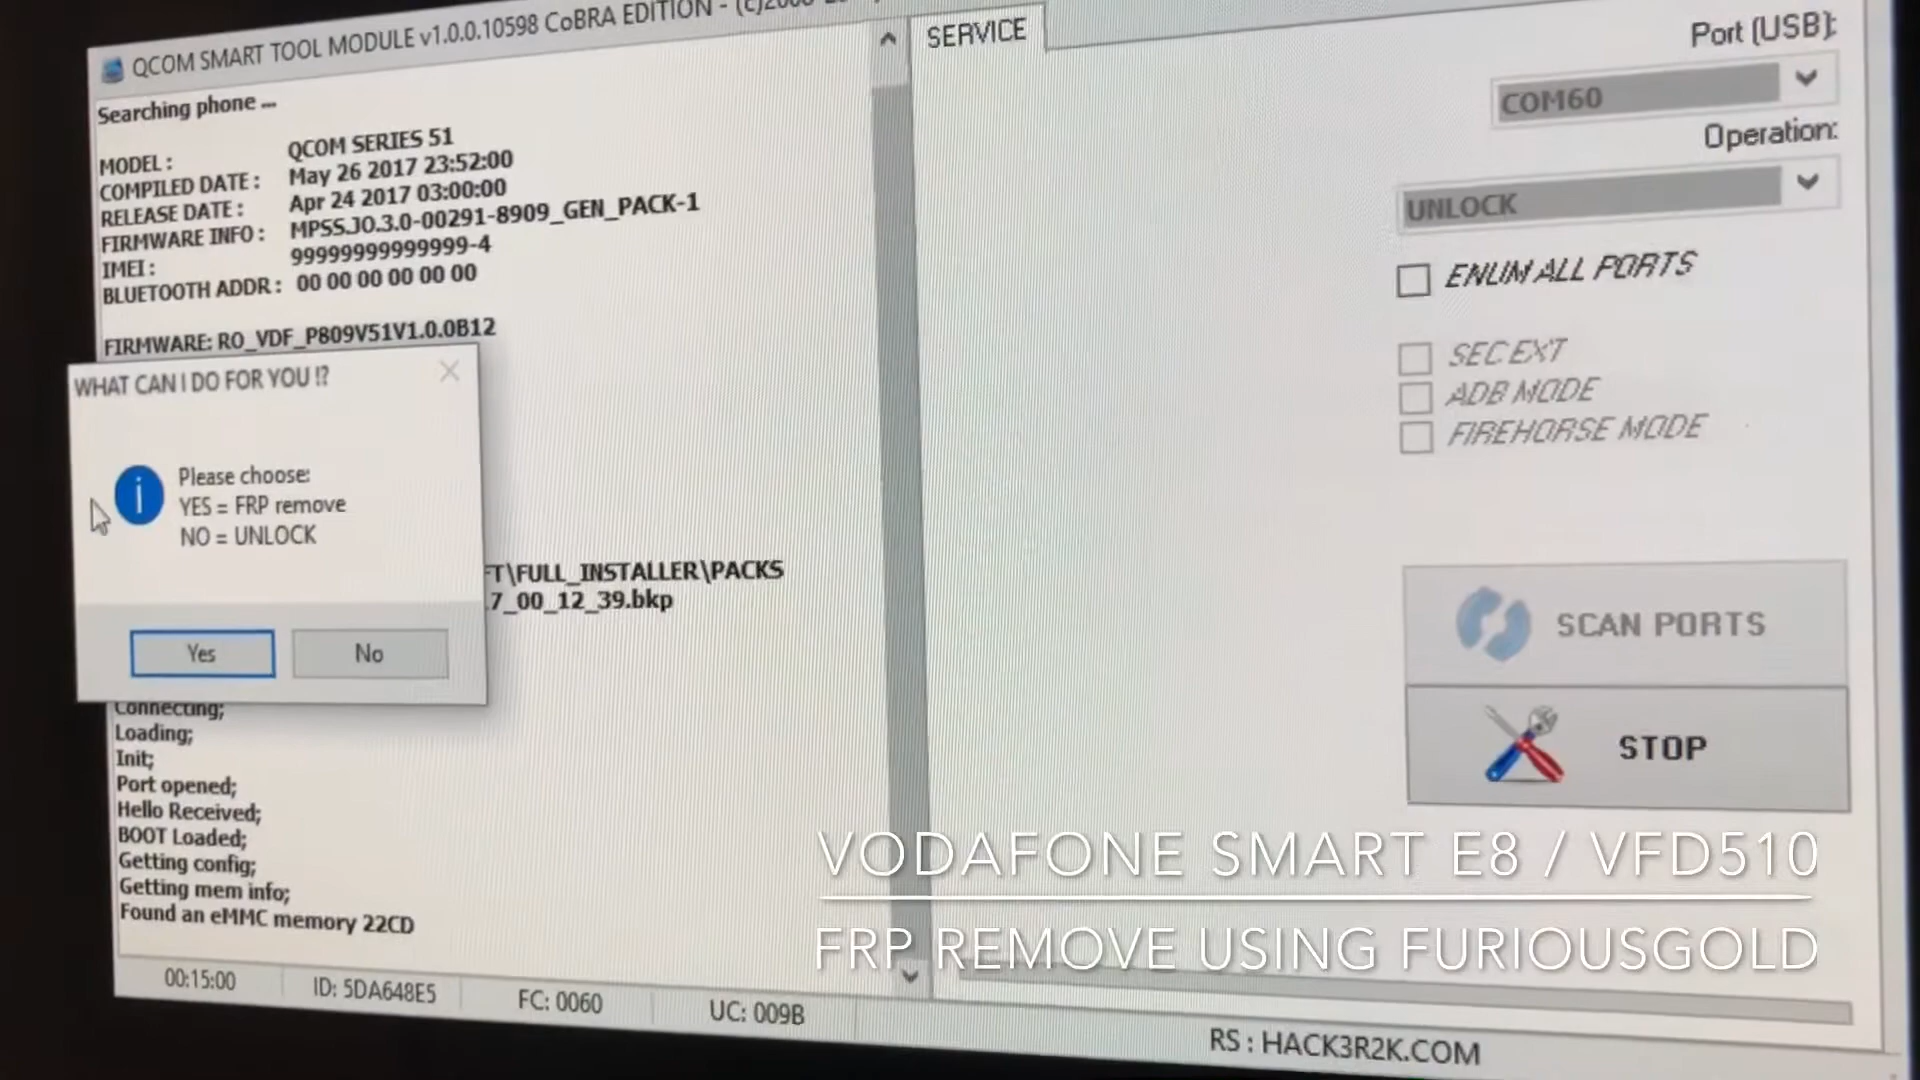 QCOM SMART TOOL MODULE v1.0.0.10598 CoBRA EDITION
Searching phone ...
MODEL : QCOM SERIES 51
COMPILED DATE : May 26 2017 23:52:00
RELEASE DATE : Apr 24 2017 03:00:00
FIRMWARE INFO : MPSS.JO.3.0-00291-8909_GEN_PACK-1
IMEI : 99999999999999-4
BLUETOOTH ADDR : 00 00 00 00 00 00
FIRMWARE: RO_VDF_P809V51V1.0.0B12
WHAT CAN I DO FOR YOU !?
Please choose:
YES = FRP remove
NO = UNLOCK
Yes
No
T\FULL_INSTALLER\PACKS
7_00_12_39.bkp
Connecting;
Loading;
Init;
Port opened;
Hello Received;
BOOT Loaded;
Getting config;
Getting mem info;
Found an eMMC memory 22CD
00:15:00
ID: 5DA648E5
FC: 0060
UC: 009B
SERVICE
Port (USB):
COM60
Operation:
UNLOCK
ENUM ALL PORTS
SEC EXT
ADB MODE
FIREHORSE MODE
SCAN PORTS
STOP
VODAFONE SMART E8 / VFD510
FRP REMOVE USING FURIOUSGOLD
RS : HACK3R2K.COM